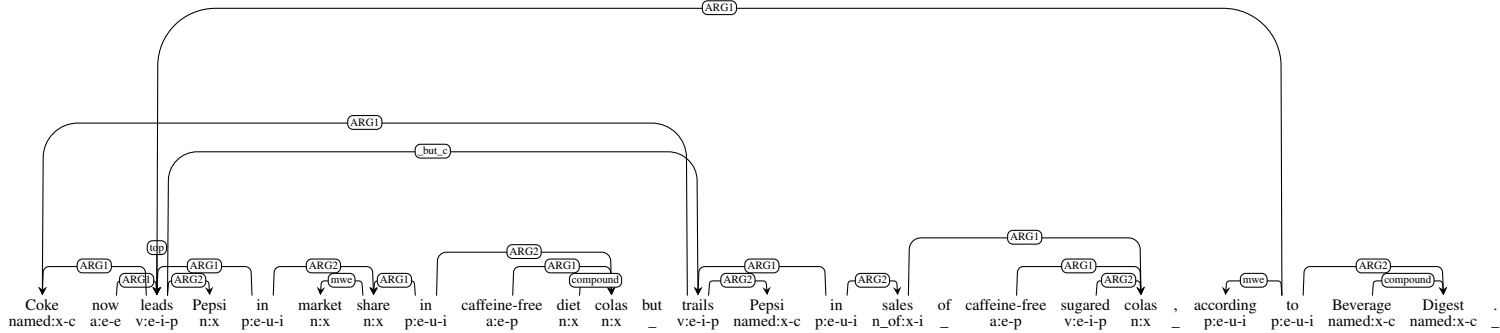 ARG1
ARG1
_but_c
ARG1
top
ARG2
ARG1 ARG1 ARG2 ARG1 ARG1 ARG1 ARG2
ARG1 ARG2 mwe ARG1 compound ARG2 ARG2 ARG2 mwe compound
Coke now leads Pepsi in market share in caffeine-free diet colas but trails Pepsi in sales of caffeine-free sugared colas , according to Beverage Digest .
named:x-c a:e-e v:e-i-p n:x p:e-u-i n:x n:x p:e-u-i a:e-p n:x n:x _ v:e-i-p named:x-c p:e-u-i n_of:x-i _ a:e-p v:e-i-p n:x _ p:e-u-i p:e-u-i named:x-c named:x-c _